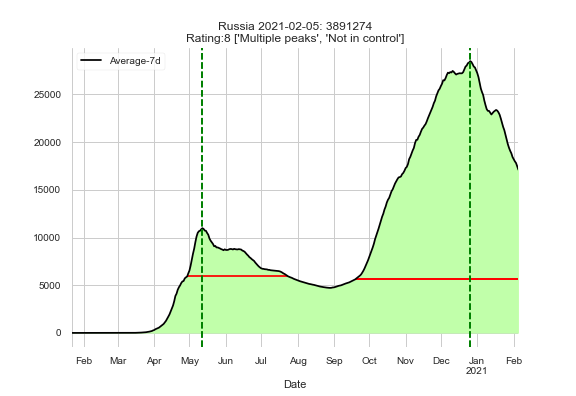 Russia 2021-02-05: 3891274
Rating:8 ['Multiple peaks', 'Not in control']
Average-7d
25000
20000
15000
10000
5000
0
Feb Mar Apr May Jun Jul Aug Sep Oct Nov Dec Jan Feb
2021
Date